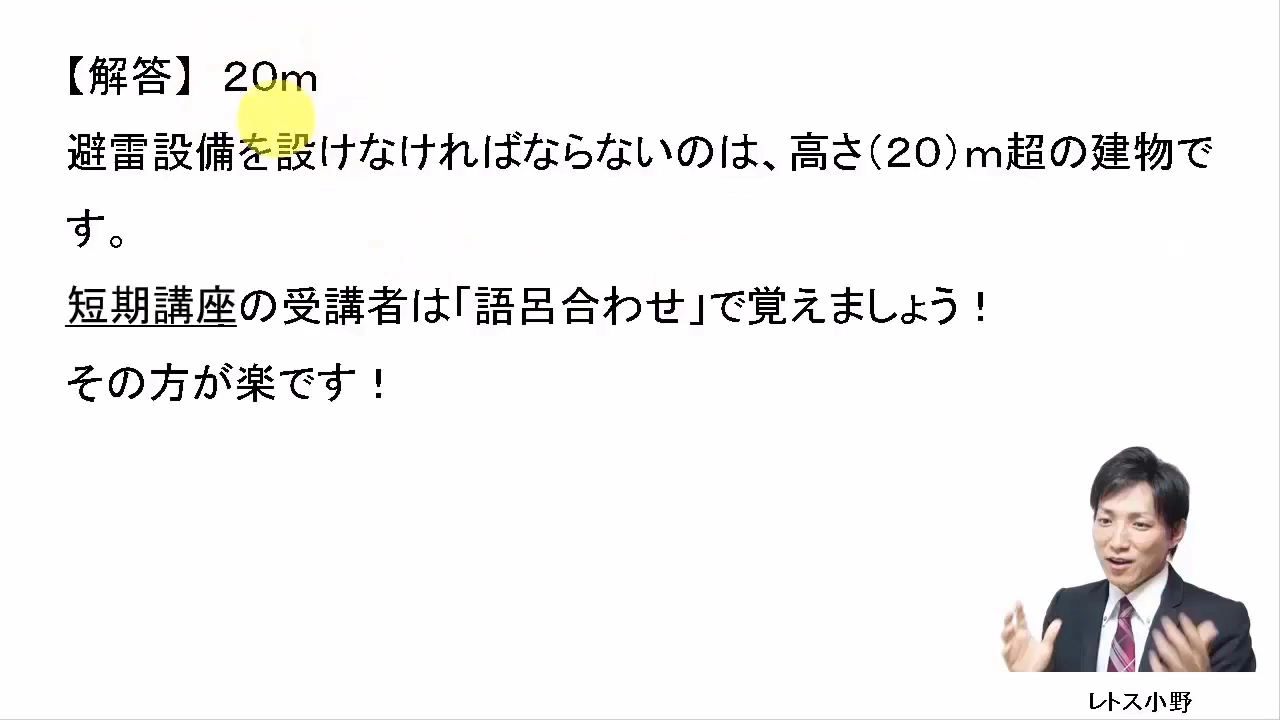 【解答】 20m
避雷設備を設けなければならないのは、高さ(20)m超の建物で
す。
短期講座の受講者は「語呂合わせ」で覚えましょう!
その方が楽です!
レトス小野